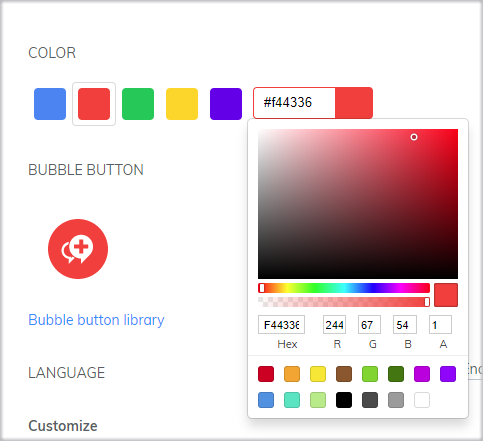 COLOR
#f44336
BUBBLE BUTTON
Bubble button library
F44336 244 67 54 1
Hex R G B A
LANGUAGE
Customize